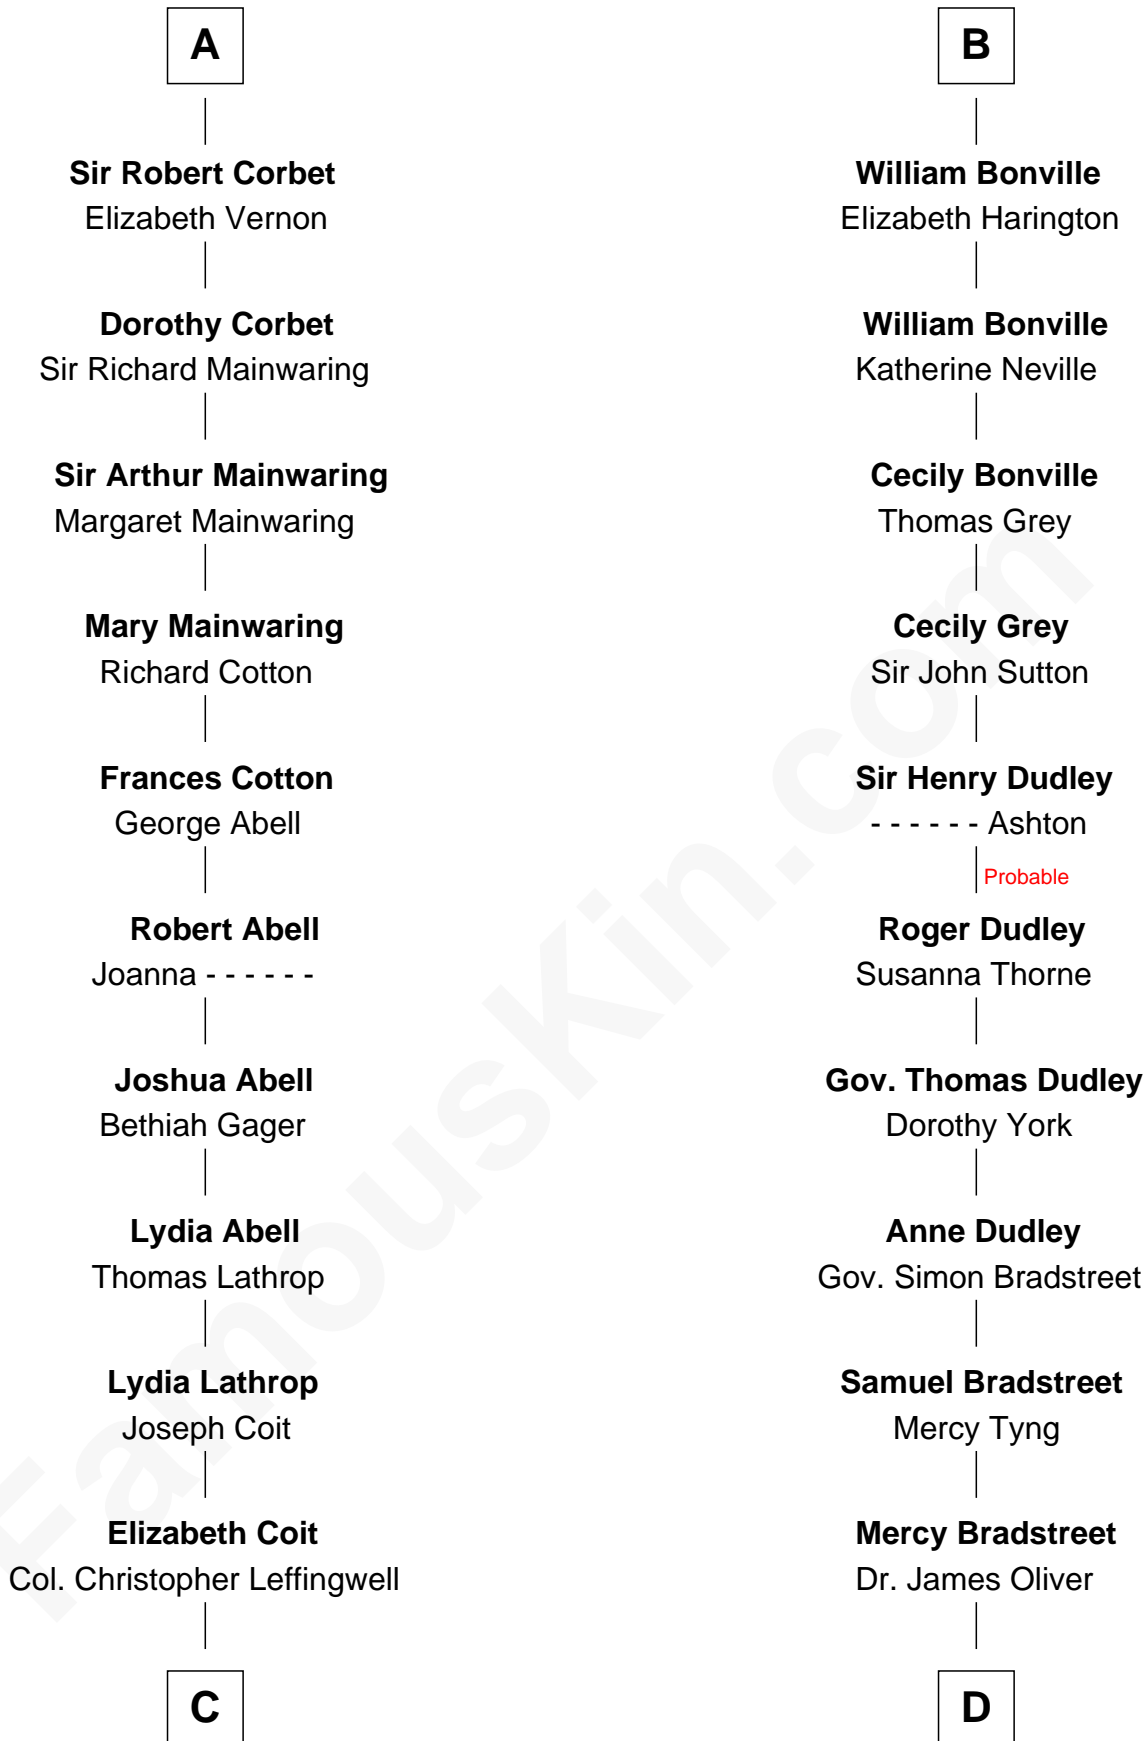 A
Sir Robert Corbet
Elizabeth Vernon
Dorothy Corbet
Sir Richard Mainwaring
Sir Arthur Mainwaring
Margaret Mainwaring
Mary Mainwaring
Richard Cotton
Frances Cotton
George Abell
Robert Abell
Joanna - - - - - -
Joshua Abell
Bethiah Gager
Lydia Abell
Thomas Lathrop
Lydia Lathrop
Joseph Coit
Elizabeth Coit
Col. Christopher Leffingwell
C
B
William Bonville
Elizabeth Harington
William Bonville
Katherine Neville
Cecily Bonville
Thomas Grey
Cecily Grey
Sir John Sutton
Sir Henry Dudley
- - - - - - Ashton
Probable
Roger Dudley
Susanna Thorne
Gov. Thomas Dudley
Dorothy York
Anne Dudley
Gov. Simon Bradstreet
Samuel Bradstreet
Mercy Tyng
Mercy Bradstreet
Dr. James Oliver
D
FamousKin.com